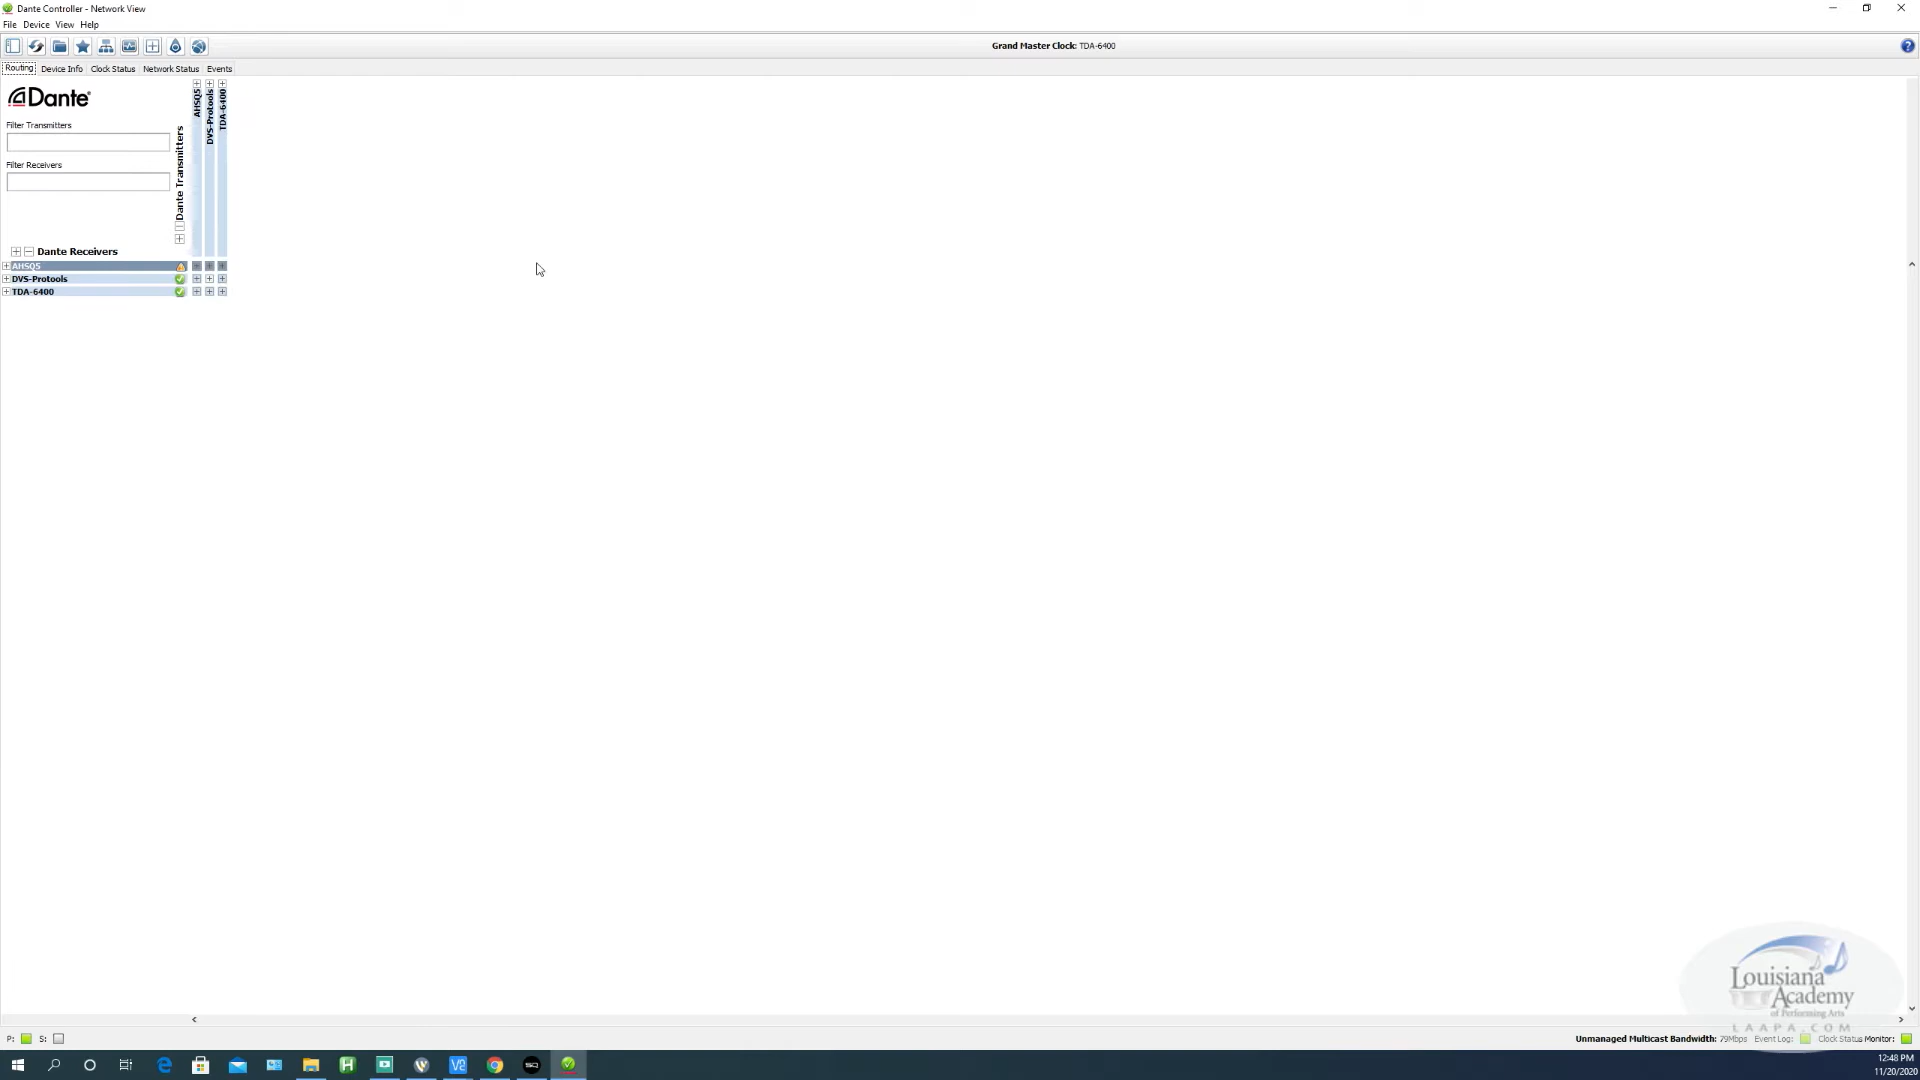 Dante Controller - Network View
File Device View Help
Grand Master Clock: TDA-6400
Routing Device Info Clock Status Network Status Events
Dante
Filter Transmitters
Filter Receivers
Dante Transmitters
AHSQ5
DVS-Protools
TDA-6400
Dante Receivers
AHSQ5
DVS-Protools
TDA-6400
Louisiana
Academy
of Performing Arts
LAAPA.COM
P: S:
Unmanaged Multicast Bandwidth: 79Mbps Event Log: Clock Status Monitor:
12:48 PM
11/20/2020